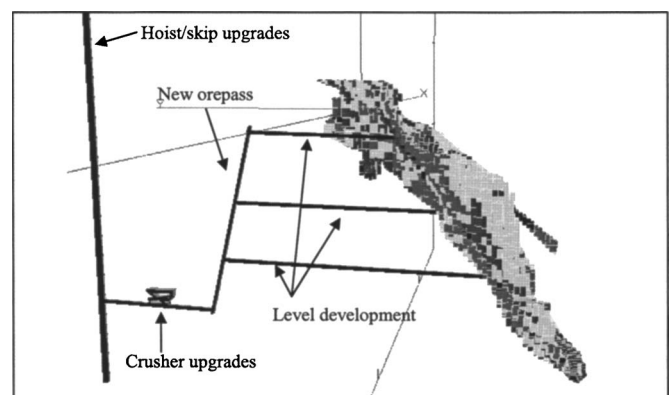 Hoist/skip upgrades
New orepass
X
Level development
Crusher upgrades